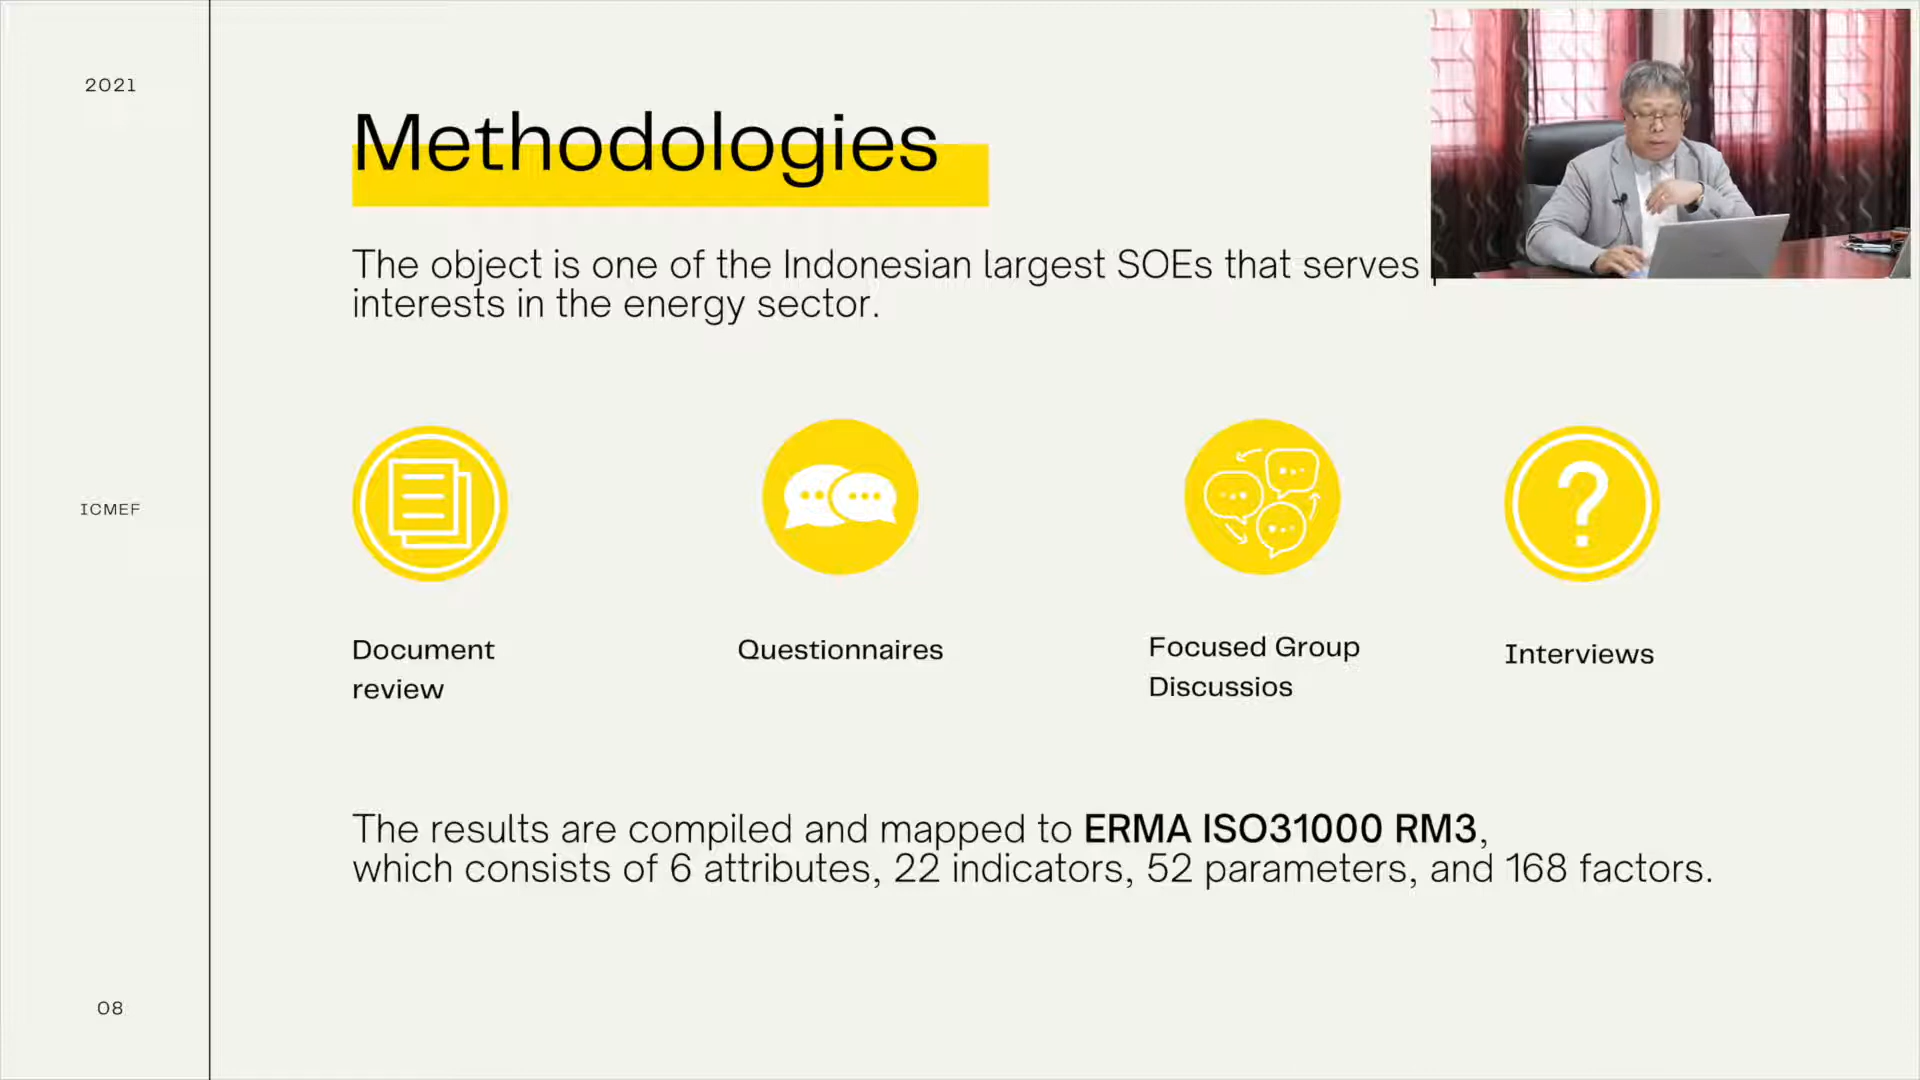 2021
Methodologies
The object is one of the Indonesian largest SOEs that serves
interests in the energy sector.
ICMEF
Document
review
Questionnaires
Focused Group
Discussios
Interviews
The results are compiled and mapped to ERMA ISO31000 RM3,
which consists of 6 attributes, 22 indicators, 52 parameters, and 168 factors.
08